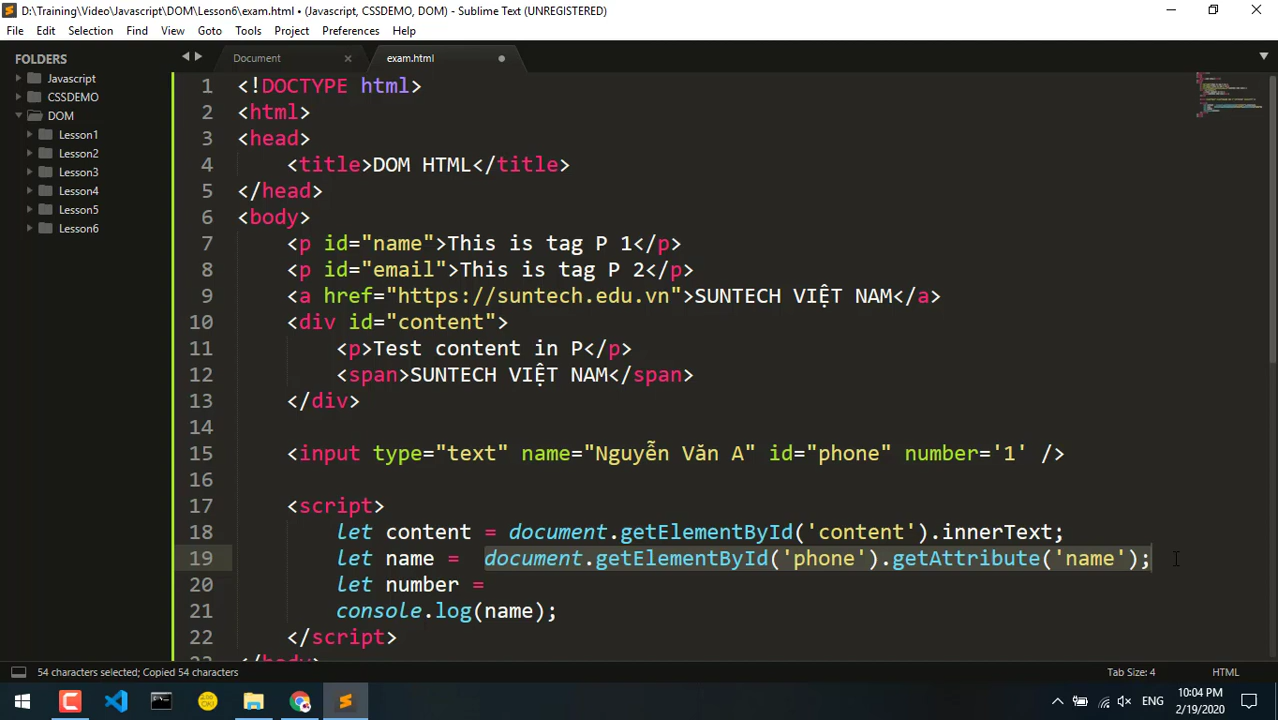 D:\Training\Video\Javascript\DOM\Lesson6\exam.html • (Javascript, CSSDEMO, DOM) - Sublime Text (UNREGISTERED)
File Edit Selection Find View Goto Tools Project Preferences Help
FOLDERS
Javascript
CSSDEMO
DOM
Lesson1
Lesson2
Lesson3
Lesson4
Lesson5
Lesson6
Document
exam.html
1 <!DOCTYPE html>
2 <html>
3 <head>
4 <title>DOM HTML</title>
5 </head>
6 <body>
7 <p id="name">This is tag P 1</p>
8 <p id="email">This is tag P 2</p>
9 <a href="https://suntech.edu.vn">SUNTECH VIỆT NAM</a>
10 <div id="content">
11 <p>Test content in P</p>
12 <span>SUNTECH VIỆT NAM</span>
13 </div>
14
15 <input type="text" name="Nguyễn Văn A" id="phone" number='1' />
16
17 <script>
18 let content = document.getElementById('content').innerText;
19 let name =  document.getElementById('phone').getAttribute('name');
20 let number =
21 console.log(name);
22 </script>
23 </body>
54 characters selected; Copied 54 characters
Tab Size: 4
HTML
ENG
10:04 PM
2/19/2020